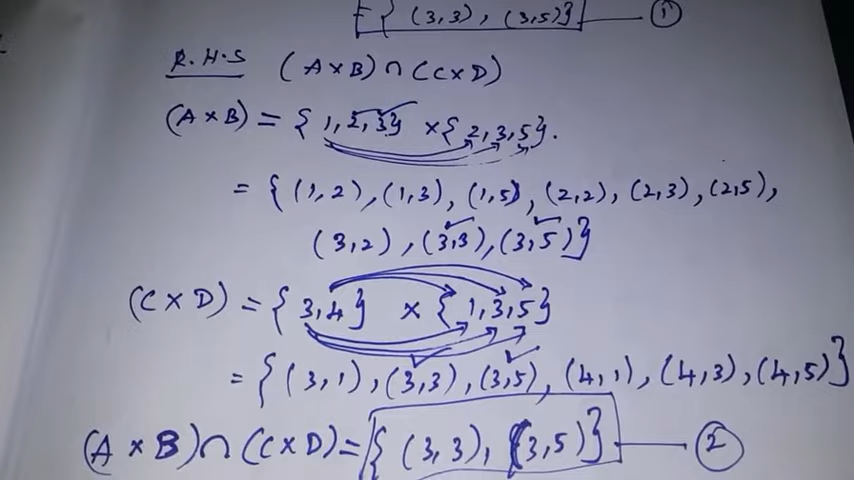 = { (3,3), (3,5)} ①
R.H.S (A×B)∩(C×D)
(A×B) = {1,2,3} × {2,3,5}.
= { (1,2), (1,3), (1,5), (2,2), (2,3), (2,5),
(3,2), (3,3), (3,5)}
(C×D) = {3,4} × {1,3,5}
= {(3,1), (3,3), (3,5), (4,1), (4,3), (4,5)}
(A×B)∩(C×D) = { (3,3), (3,5)} ②